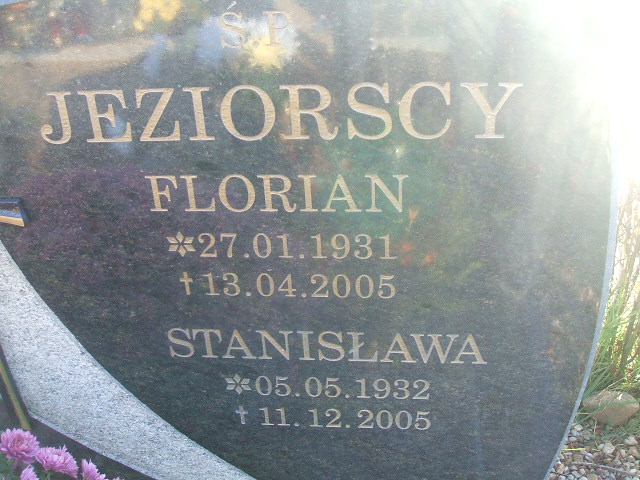 Ś.P.
JEZIORSCY
FLORIAN
✲27.01.1931
†13.04.2005
STANISŁAWA
✲05.05.1932
†11.12.2005